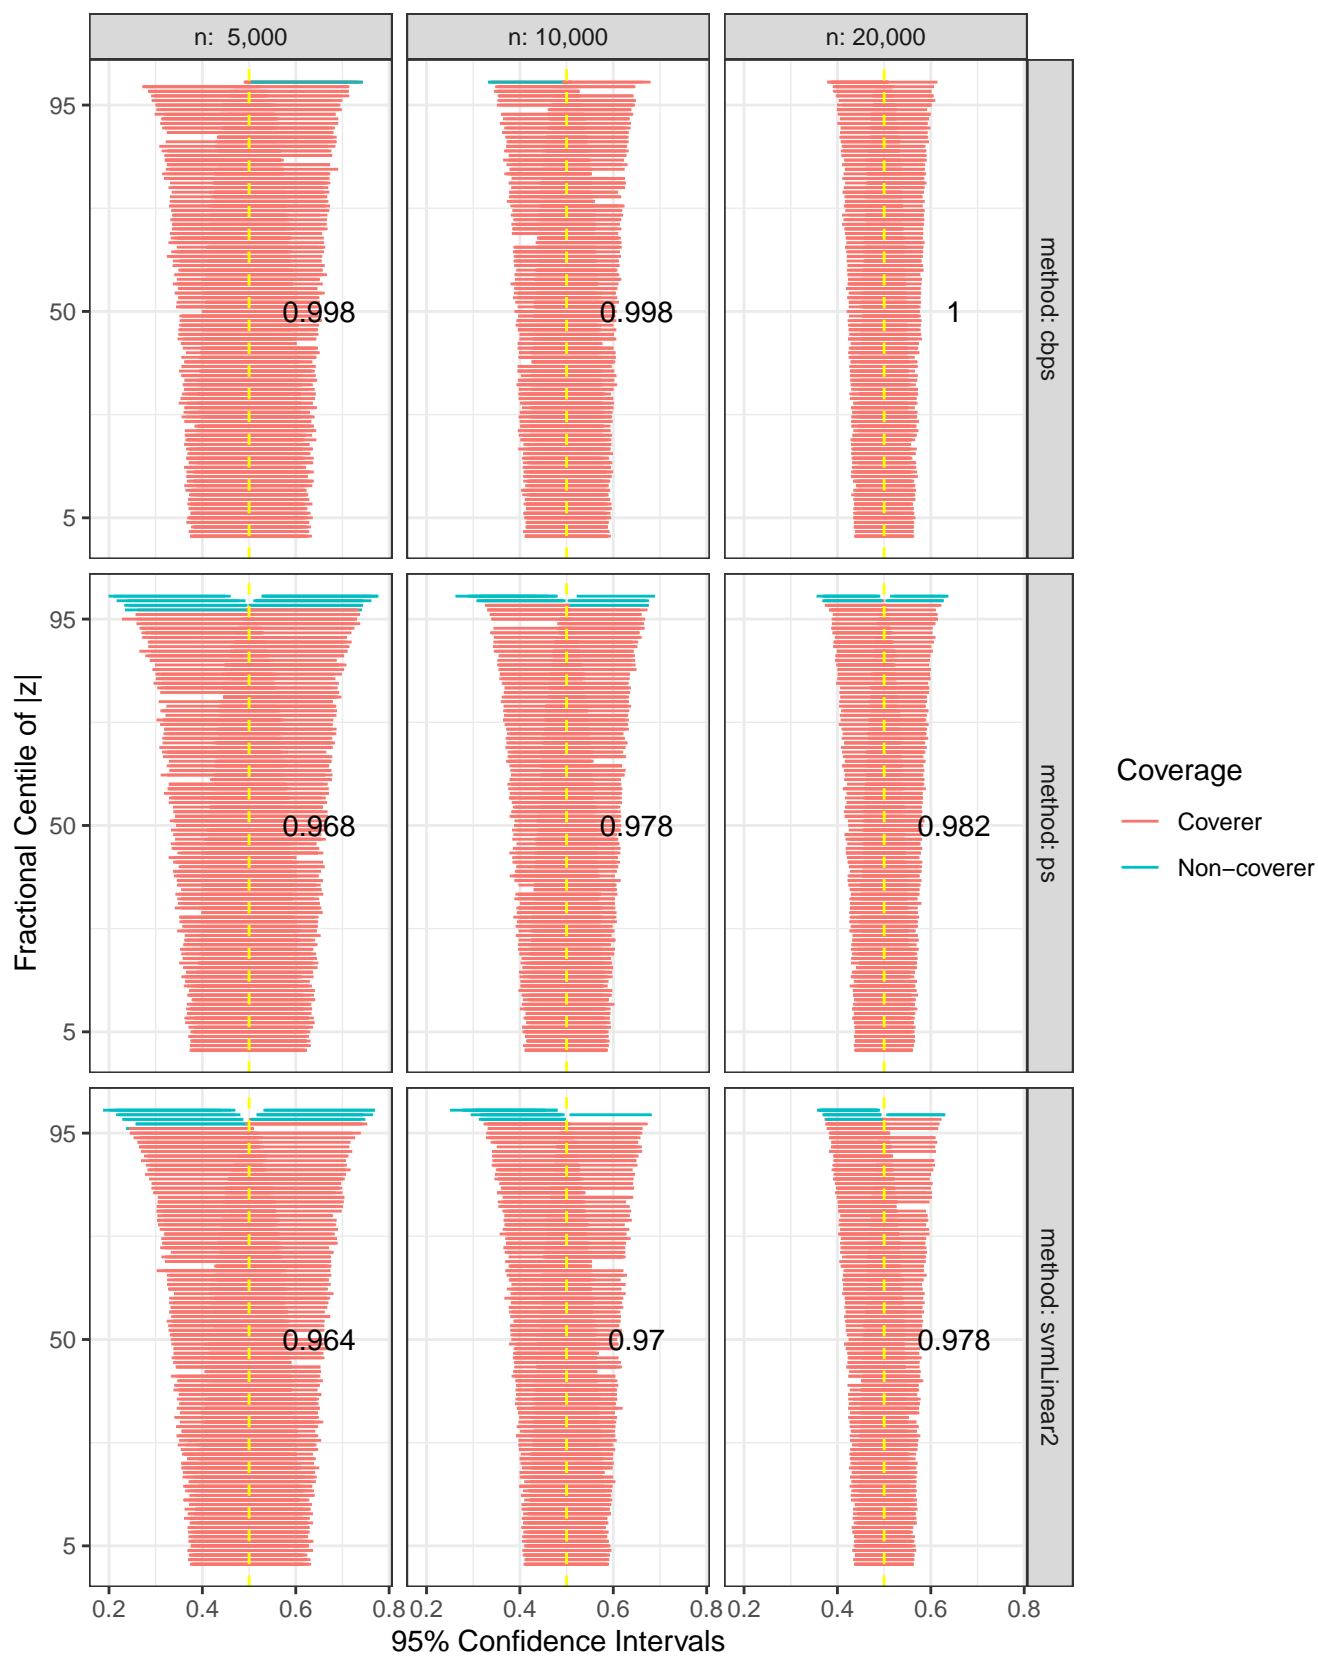 n:  5,000
n: 10,000
n: 20,000
95
50
5
0.998
0.998
1
method: cbps
95
50
5
0.968
0.978
0.982
method: ps
95
50
5
0.964
0.97
0.978
method: svmLinear2
Fractional Centile of |z|
0.2 0.4 0.6 0.8
0.2 0.4 0.6 0.8
0.2 0.4 0.6 0.8
95% Confidence Intervals
Coverage
Coverer
Non−coverer